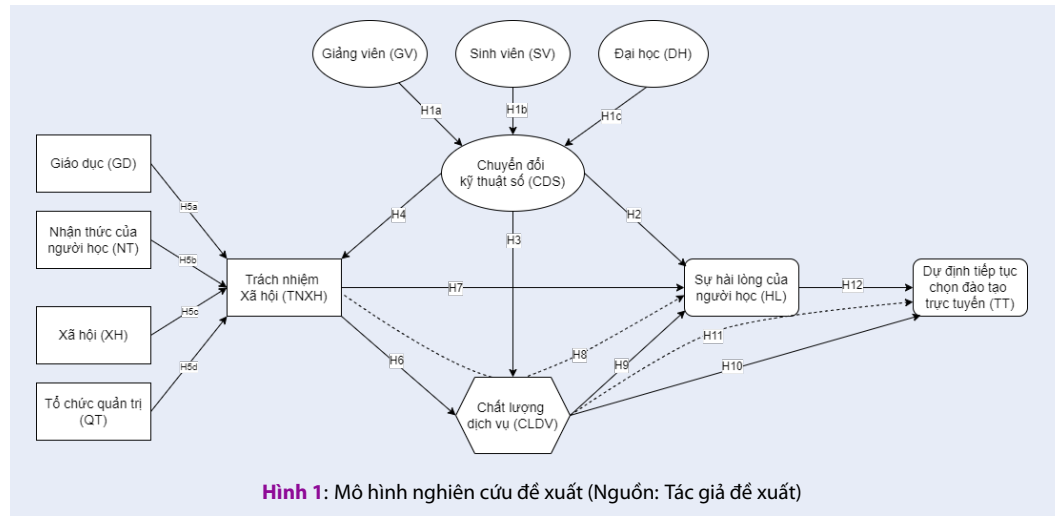 Giảng viên (GV)
Sinh viên (SV)
Đại học (DH)
H1a
H1b
H1c
Chuyển đổi
kỹ thuật số (CDS)
Giáo dục (GD)
H5a
H4
H2
H3
Nhận thức của
người học (NT)
H5b
Trách nhiệm
Xã hội (TNXH)
H7
Sự hài lòng của
người học (HL)
H12
Dự định tiếp tục
chọn đào tạo
trực tuyến (TT)
Xã hội (XH)
H5c
H5d
H6
H8
H9
H11
H10
Tổ chức quản trị
(QT)
Chất lượng
dịch vụ (CLDV)
Hình 1: Mô hình nghiên cứu đề xuất (Nguồn: Tác giả đề xuất)